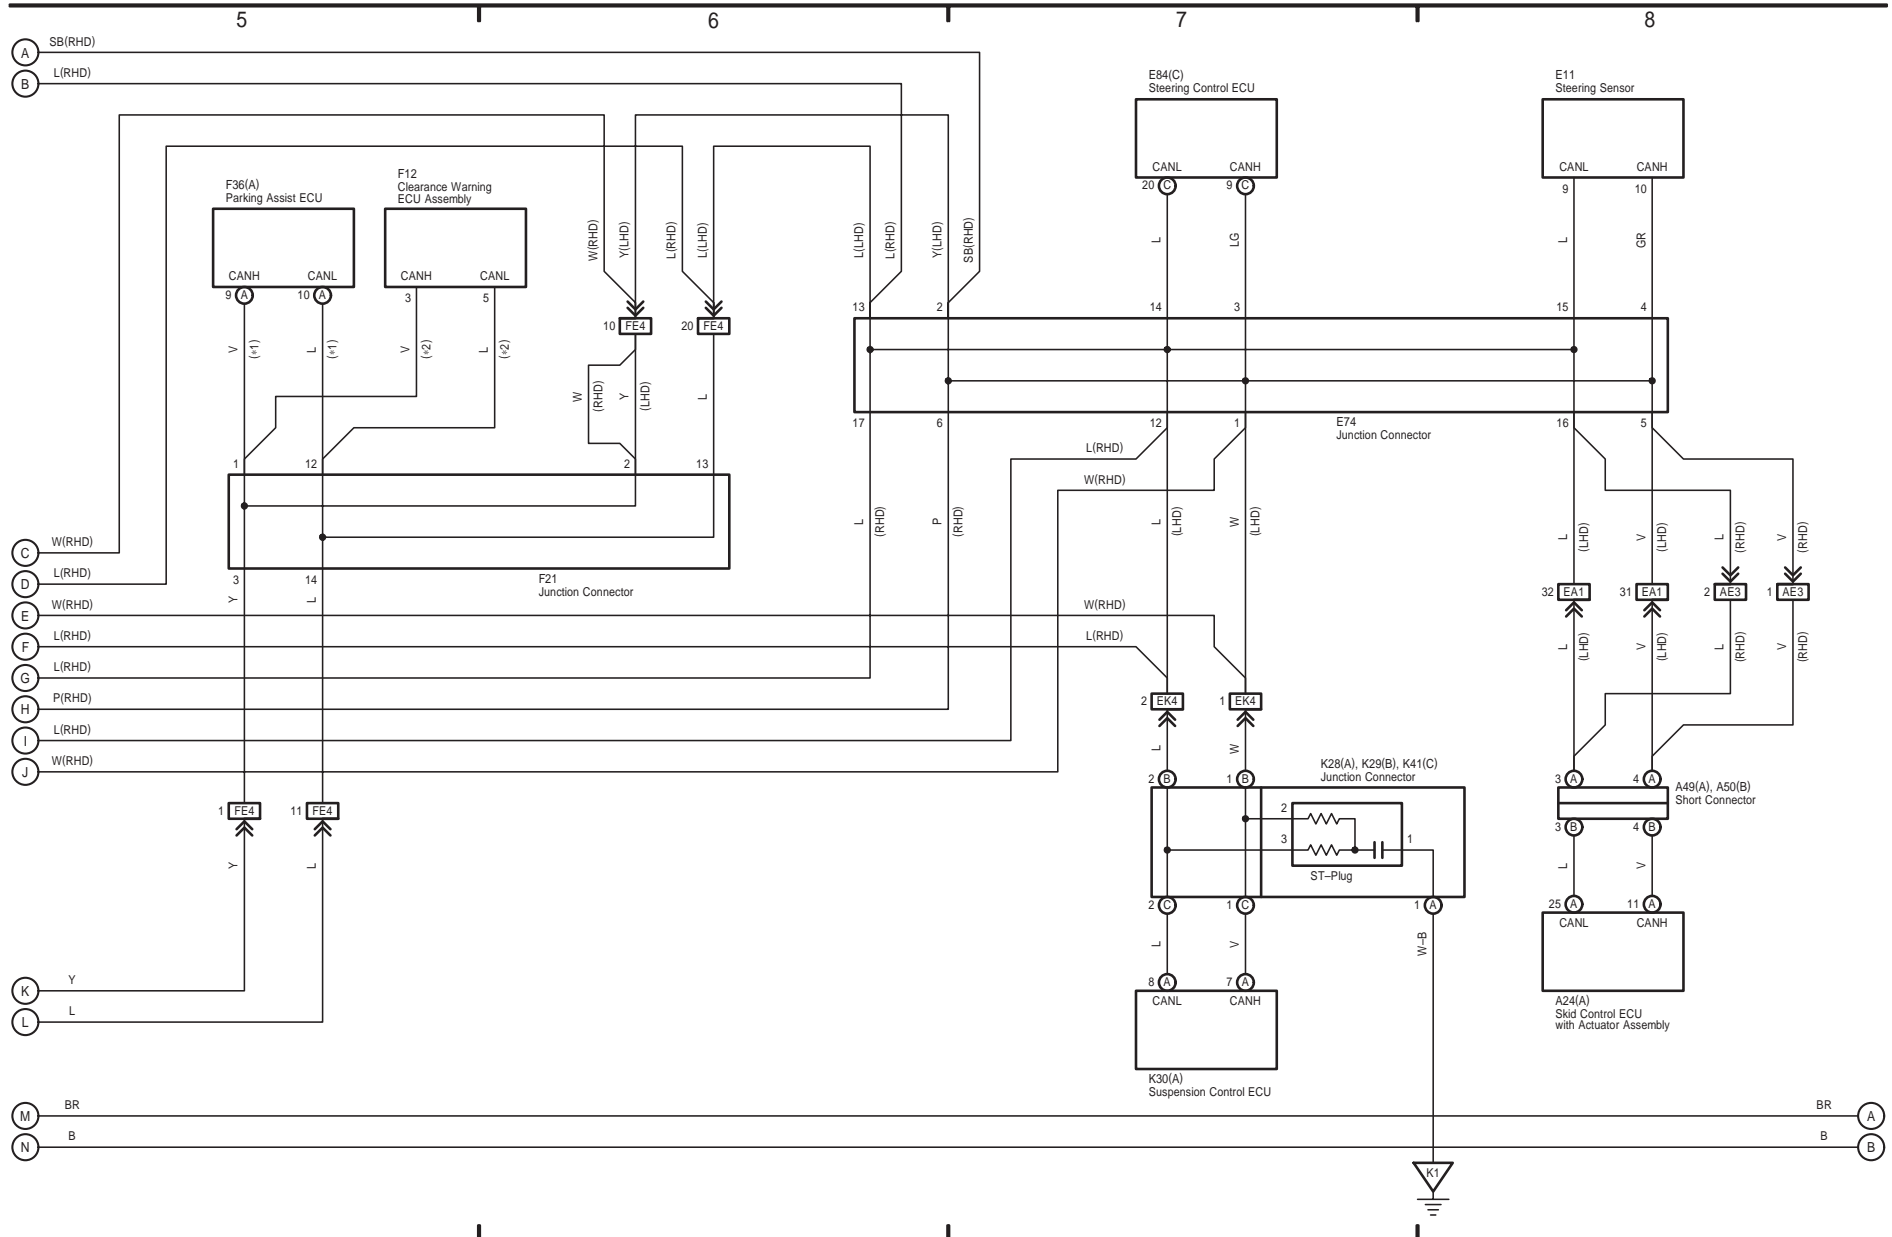 5 6 7 8
A SB(RHD)
B L(RHD)
E84(C)
Steering Control ECU
E11
Steering Sensor
CANL CANH CANL CANH
20 C 9 C 9 10
F36(A)
Parking Assist ECU
F12
Clearance Warning
ECU Assembly
CANH CANL CANH CANL
9 A 10 A 3 5
W(RHD) Y(LHD) L(RHD) L(LHD) L(LHD) L(RHD) Y(LHD) SB(RHD) L LG L GR
13 2 14 3 15 4
10 FE4 20 FE4
V (*1) L (*1) V (*2) L (*2)
W (RHD) Y (LHD) L
17 6 12 1 16 5
E74
Junction Connector
L(RHD)
W(RHD)
1 12 2 13
L (RHD) P (RHD) L (LHD) W (LHD) L (LHD) V (LHD) L (RHD) V (RHD)
C W(RHD)
D L(RHD)
3 14
F21
Junction Connector
Y L
32 EA1 31 EA1 2 AE3 1 AE3
E W(RHD) W(RHD)
F L(RHD) L(RHD)
L (LHD) V (LHD) L (RHD) V (RHD)
G L(RHD)
H P(RHD)
2 EK4 1 EK4
I L(RHD)
J W(RHD)
L W
K28(A), K29(B), K41(C)
Junction Connector
2 B 1 B 3 A 4 A
A49(A), A50(B)
Short Connector
1 FE4 11 FE4
2
3 1
ST–Plug
3 B 4 B
Y L L V
2 C 1 C 1 A 25 A 11 A
CANL CANH
L V W–B
K Y
L L
8 A 7 A
CANL CANH
A24(A)
Skid Control ECU
with Actuator Assembly
K30(A)
Suspension Control ECU
M BR BR A
N B B B
K1